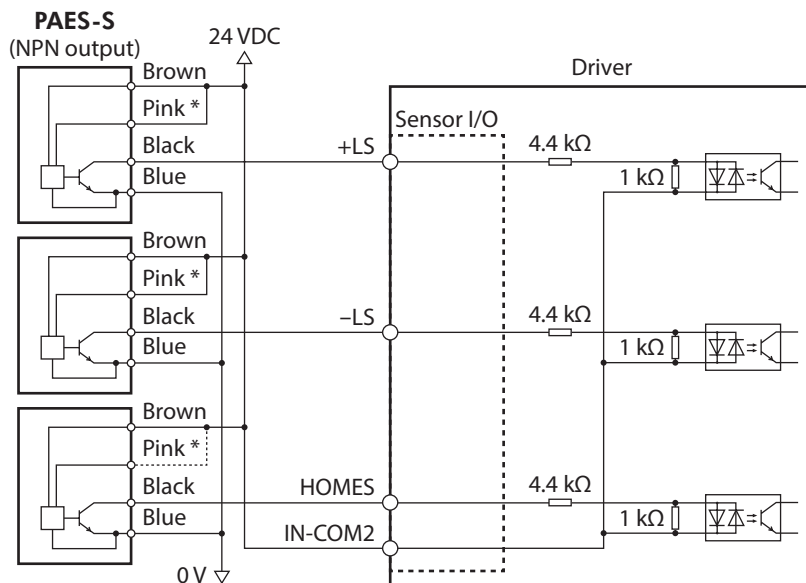 PAES-S
(NPN output)
24 VDC
Driver
Sensor I/O
Brown
Pink *
Black
Blue
+LS
4.4 kΩ
1 kΩ
Brown
Pink *
Black
Blue
–LS
4.4 kΩ
1 kΩ
Brown
Pink *
Black
Blue
HOMES
IN-COM2
4.4 kΩ
1 kΩ
0 V